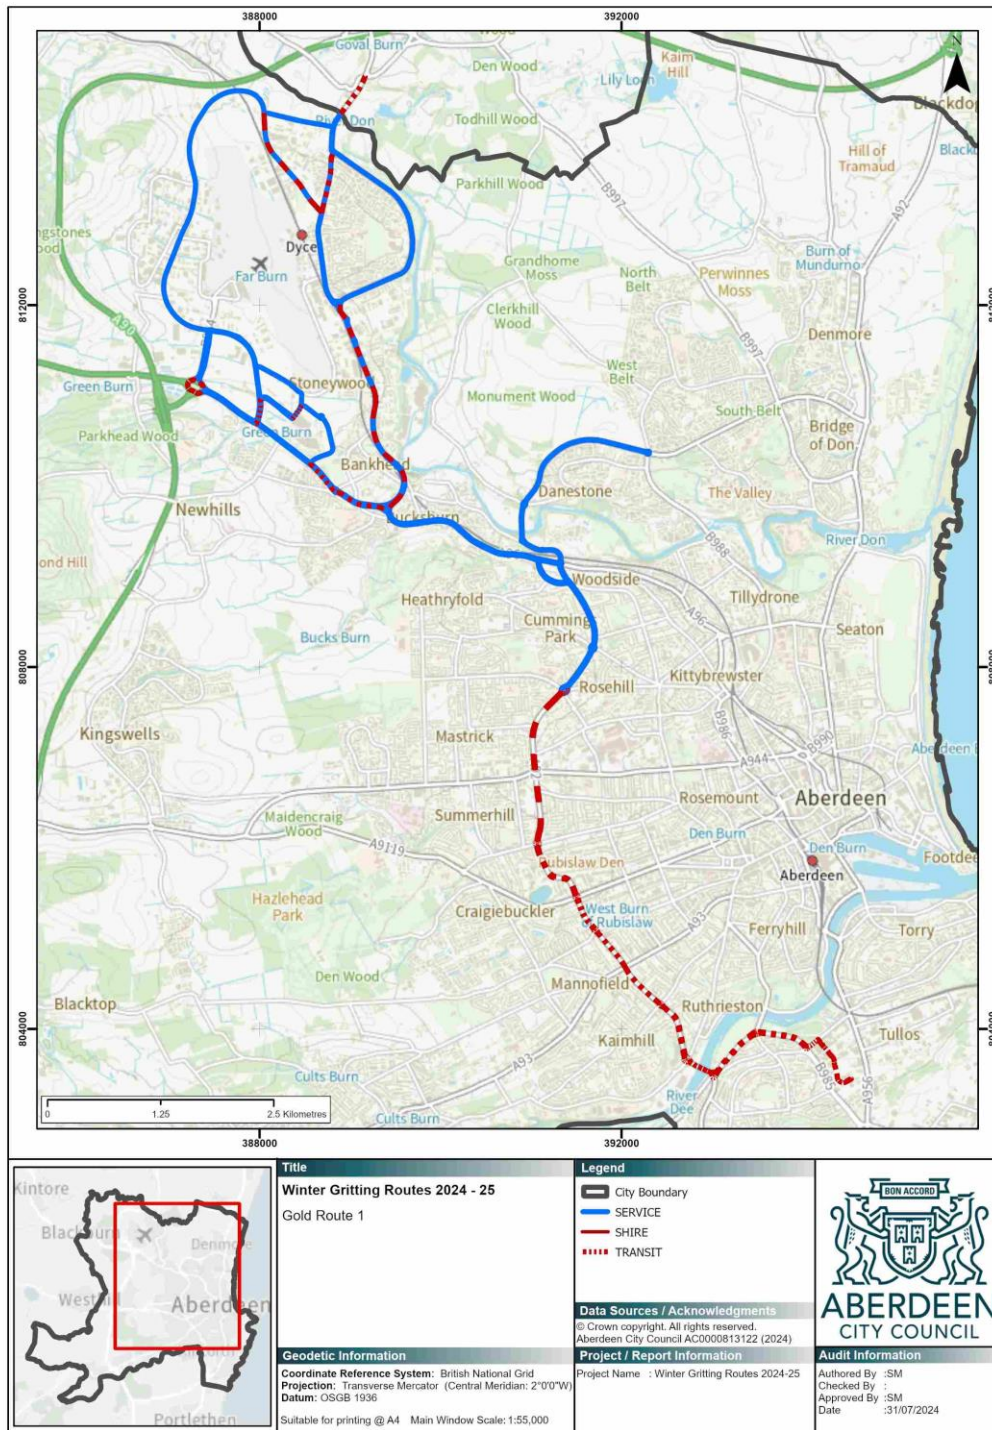 388000
392000
Goval Burn
Den Wood
Wood
Kaim
Hill
Lily Loch
N
Blackdog
River Don
Todhill Wood
Hill of
Tramaud
Parkhill Wood
B997
A92
Dyce
Far Burn
Grandhome
Moss
North
Belt
Perwinnes
Moss
Burn of
Mundurno
812000
812000
Clerkhill
Wood
B997
Denmore
A90
Green Burn
Stoneywood
West
Belt
Monument Wood
South Belt
Parkhead Wood
Green Burn
Bridge
of Don
Bankhead
Danestone
The Valley
Newhills
Bucksburn
River Don
B988
Woodside
Heathryfold
Tillydrone
A96
Cummings
Park
Bucks Burn
Seaton
808000
808000
Rosehill
Kittybrewster
Kingswells
Mastrick
B986
B990
A944
Rosemount
Aberdeen
Summerhill
Maidencraig
Wood
Den Burn
A9119
Den Burn
Rubislaw Den
Footdee
Aberdeen
Hazlehead
Park
Craigiebuckler
West Burn
of Rubislaw
A93
Ferryhill
Torry
Den Wood
Mannofield
Blacktop
Ruthrieston
804000
804000
Kaimhill
Tullos
A93
Cults Burn
B985
A956
River
Dee
Cults Burn
0 1.25 2.5 Kilometres
388000
392000
Kintore
Blackburn
Denmore
Aberdeen
Portlethen
Title
Winter Gritting Routes 2024 - 25
Gold Route 1
Geodetic Information
Coordinate Reference System: British National Grid
Projection: Transverse Mercator (Central Meridian: 2°0'0"W)
Datum: OSGB 1936
Suitable for printing @ A4 Main Window Scale: 1:55,000
Legend
City Boundary
SERVICE
SHIRE
TRANSIT
Data Sources / Acknowledgments
© Crown copyright. All rights reserved.
Aberdeen City Council AC0000813122 (2024)
Project / Report Information
Project Name : Winter Gritting Routes 2024-25
BON ACCORD
ABERDEEN
CITY COUNCIL
Audit Information
Authored By :SM
Checked By :
Approved By :SM
Date :31/07/2024